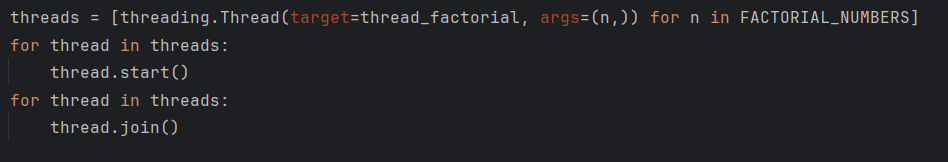 threads = [threading.Thread(target=thread_factorial, args=(n,)) for n in FACTORIAL_NUMBERS]
for thread in threads:
    thread.start()
for thread in threads:
    thread.join()